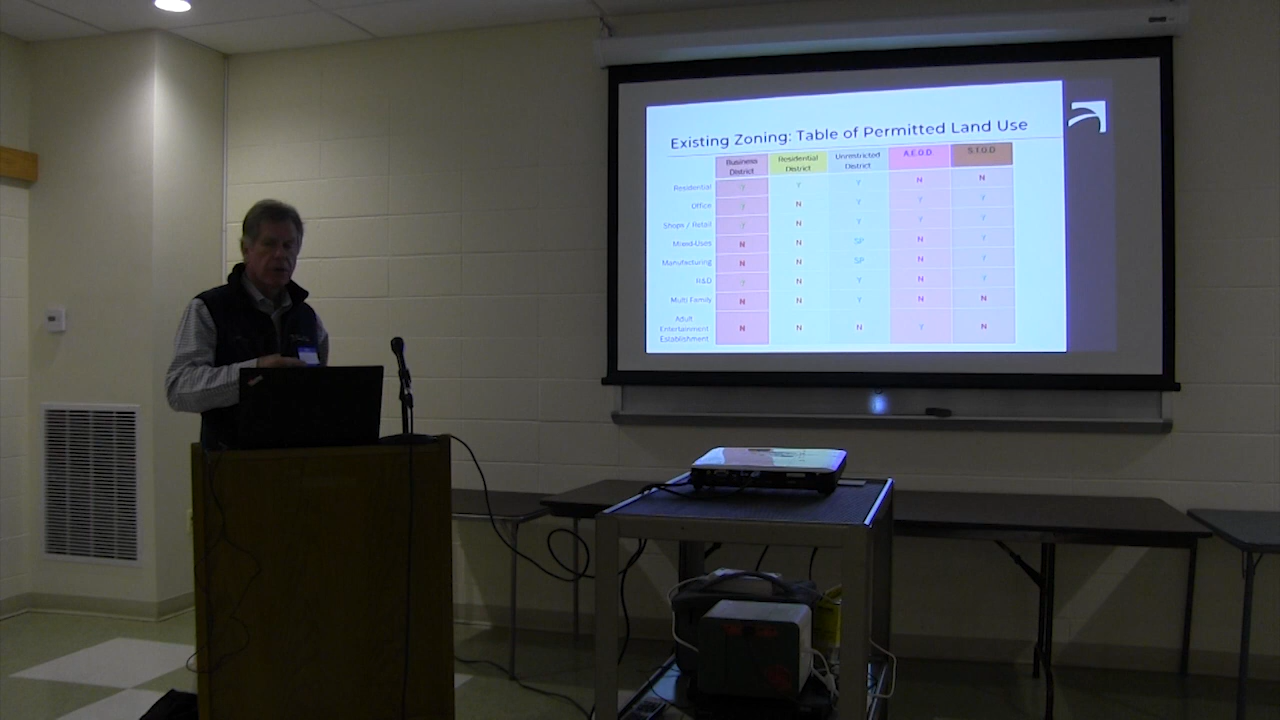 Existing Zoning: Table of Permitted Land Use
Business District Residential District Unrestricted District A.E.O.D S.T.O.D
Residential Y Y Y N N
Office Y N Y Y Y
Shops / Retail Y N Y Y Y
Mixed-Uses N N SP N Y
Manufacturing N N SP N Y
R&D Y N Y N Y
Multi Family N N Y N N
Adult Entertainment Establishment N N N Y N